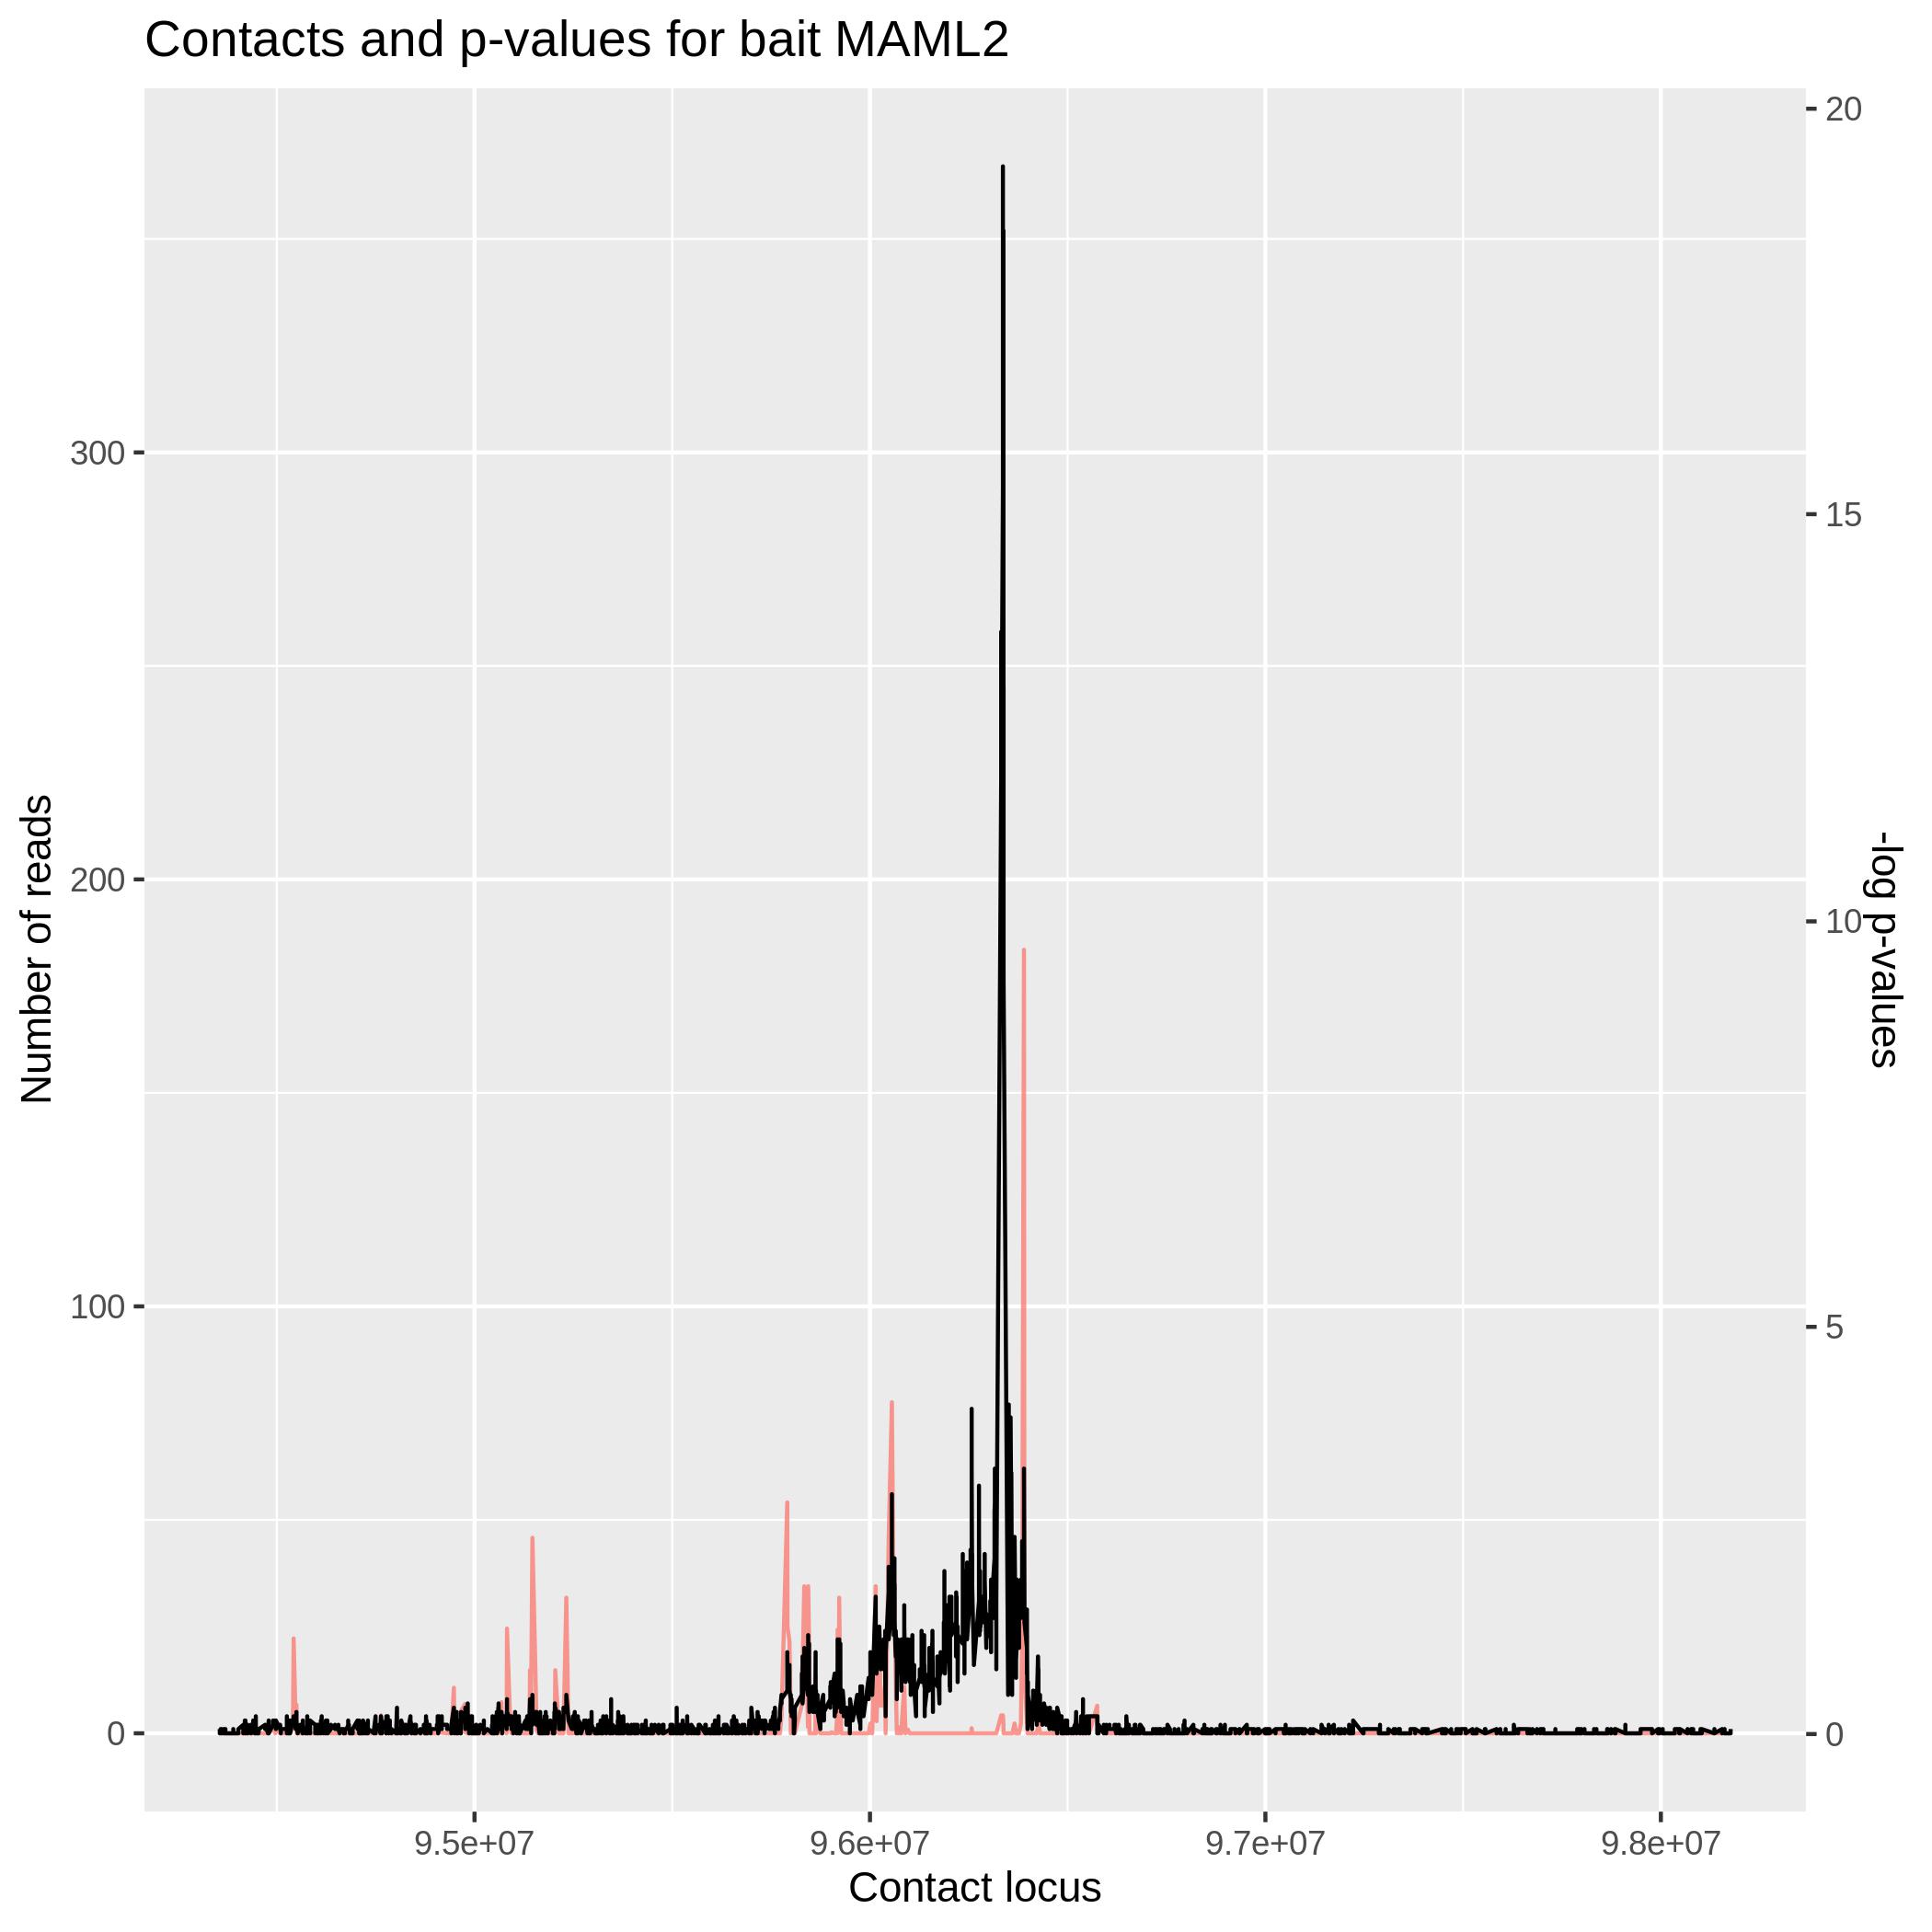 Contacts and p-values for bait MAML2
Number of reads
300
200
100
0
20
15
10
5
0
-log p-values
9.5e+07
9.6e+07
9.7e+07
9.8e+07
Contact locus